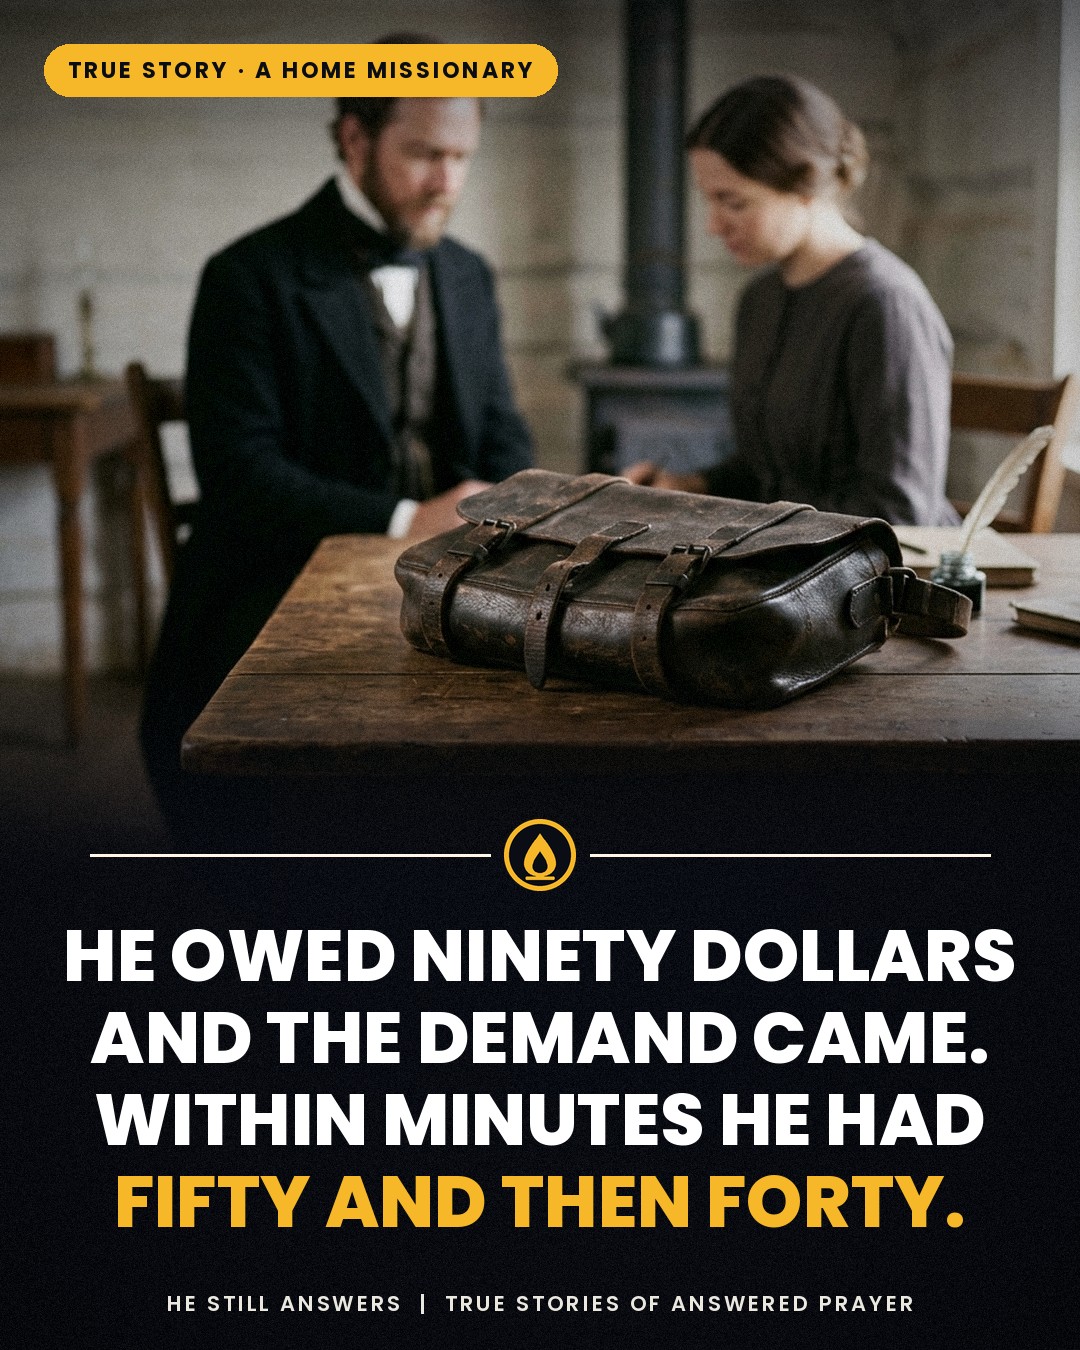 TRUE STORY · A HOME MISSIONARY
HE OWED NINETY DOLLARS
AND THE DEMAND CAME.
WITHIN MINUTES HE HAD
FIFTY AND THEN FORTY.
HE STILL ANSWERS | TRUE STORIES OF ANSWERED PRAYER